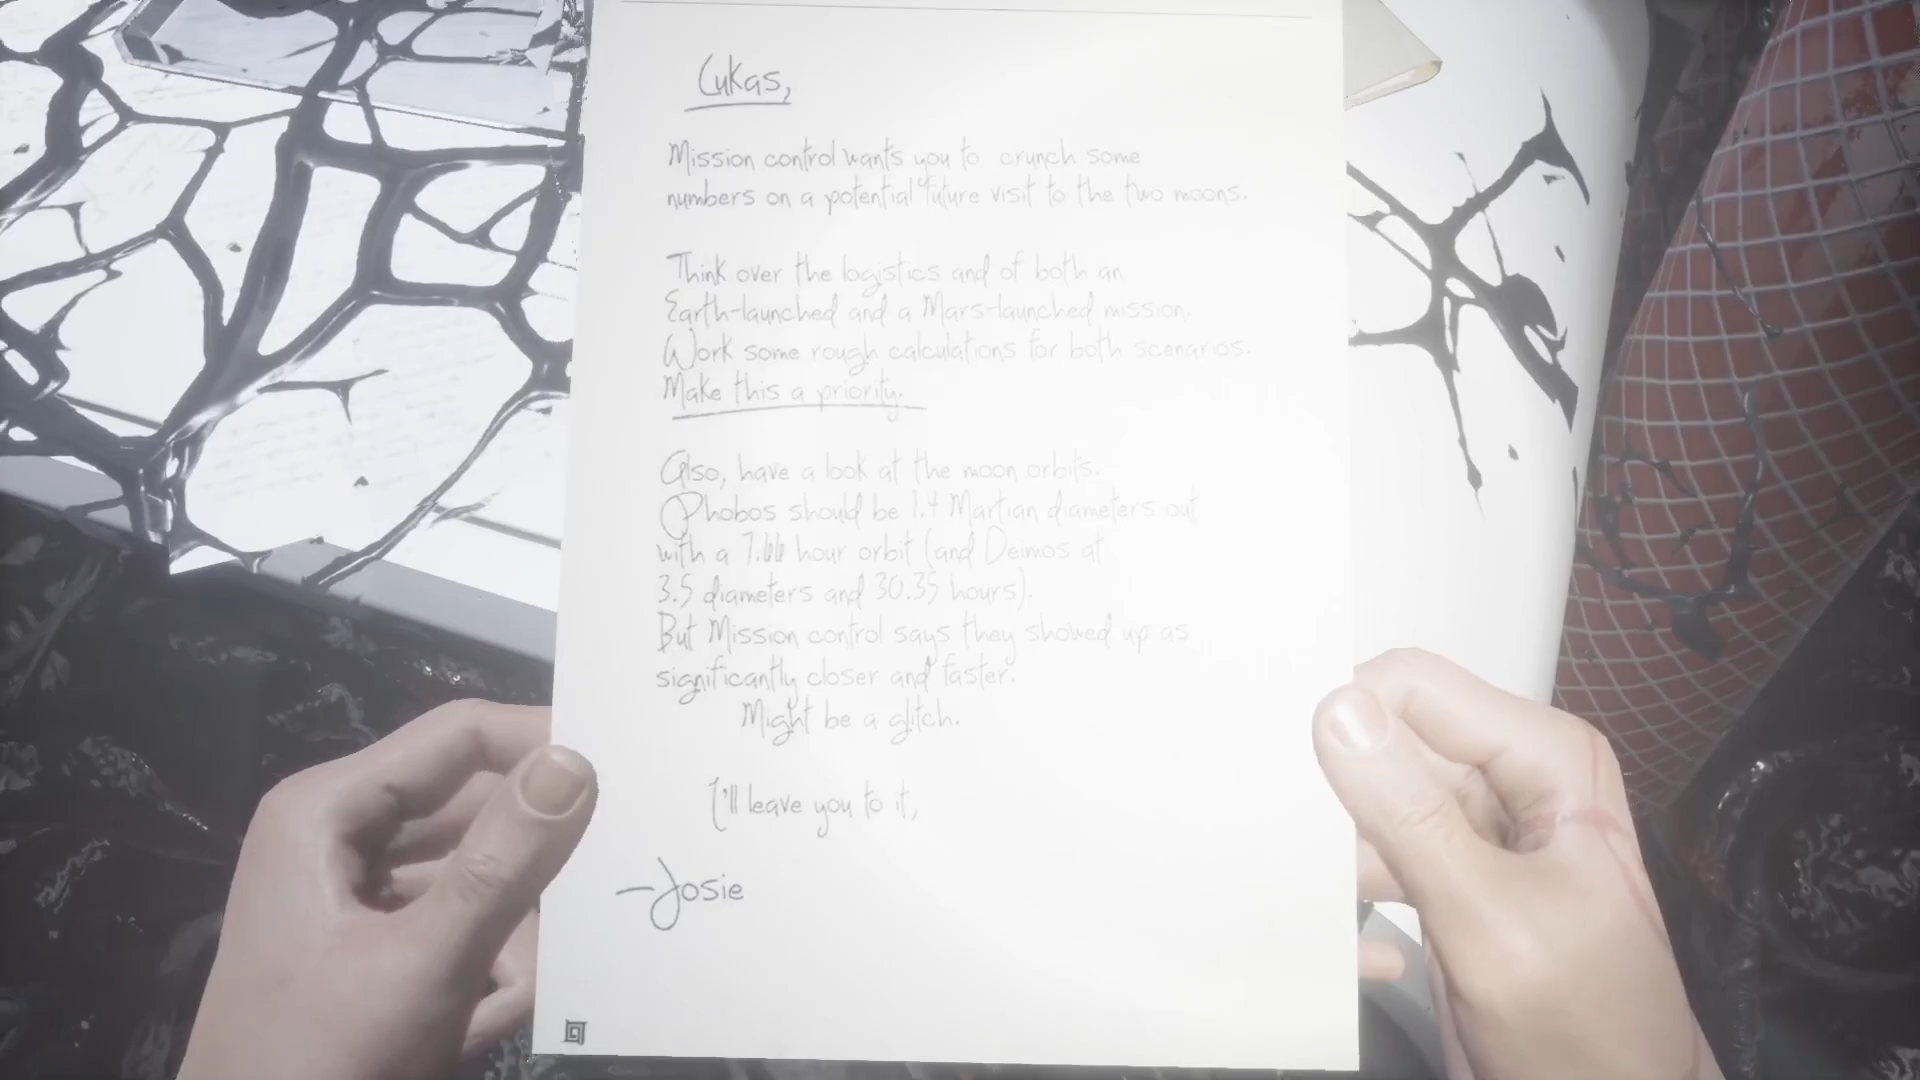 Lukas,
Mission control wants you to crunch some
numbers on a potential future visit to the two moons.
Think over the logistics and of both an
Earth-launched and a Mars-launched mission.
Work some rough calculations for both scenarios.
Make this a priority.
Also, have a look at the moon orbits.
Phobos should be 1.4 Martian diameters out
with a 7.66 hour orbit (and Deimos at
3.5 diameters and 30.35 hours).
But Mission control says they showed up as
significantly closer and faster.
Might be a glitch.
I'll leave you to it,
—Josie